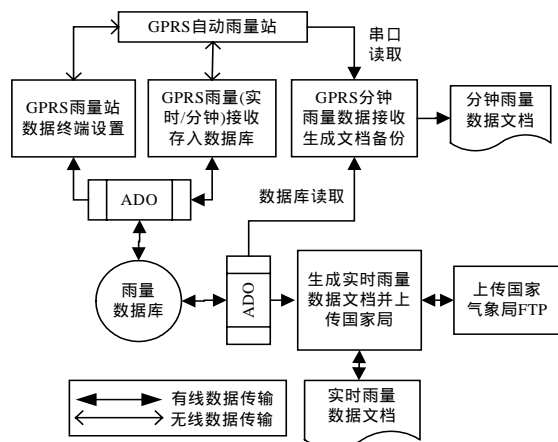 GPRS自动雨量站
串口
读取
GPRS雨量站
数据终端设置
GPRS雨量(实
时/分钟)接收
存入数据库
GPRS分钟
雨量数据接收
生成文档备份
分钟雨量
数据文档
ADO
数据库读取
雨量
数据库
ADO
生成实时雨量
数据文档并上
传国家局
上传国家
气象局FTP
有线数据传输
无线数据传输
实时雨量
数据文档